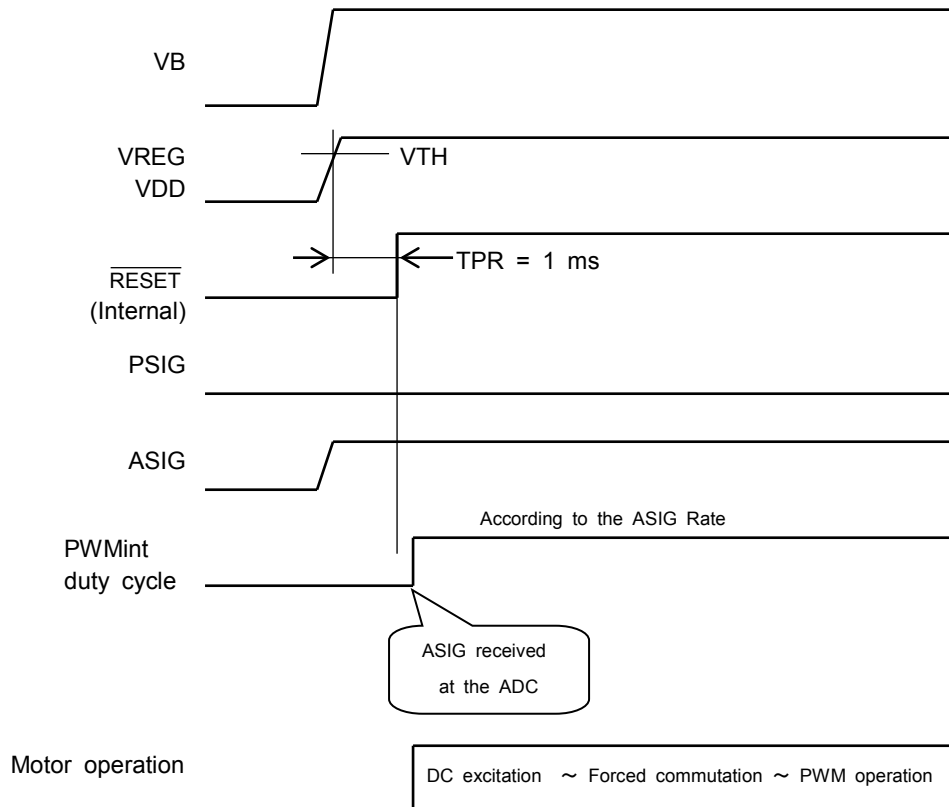 VB
VREG
VDD
VTH
RESET
(Internal)
TPR = 1 ms
PSIG
ASIG
According to the ASIG Rate
PWMint
duty cycle
ASIG received
at the ADC
Motor operation
DC excitation ～ Forced commutation ～ PWM operation